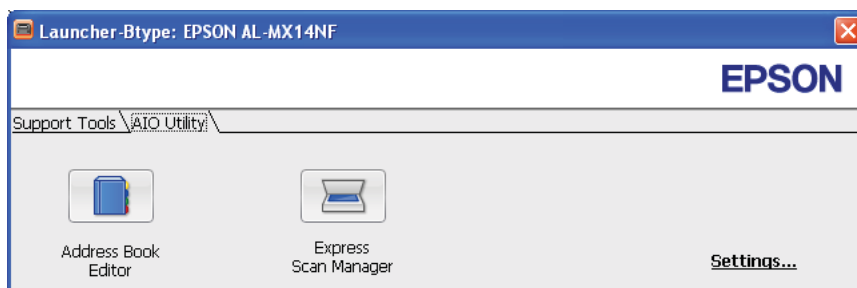 Launcher-Btype: EPSON AL-MX14NF
EPSON
Support Tools AIO Utility
Address Book
Editor
Express
Scan Manager
Settings...